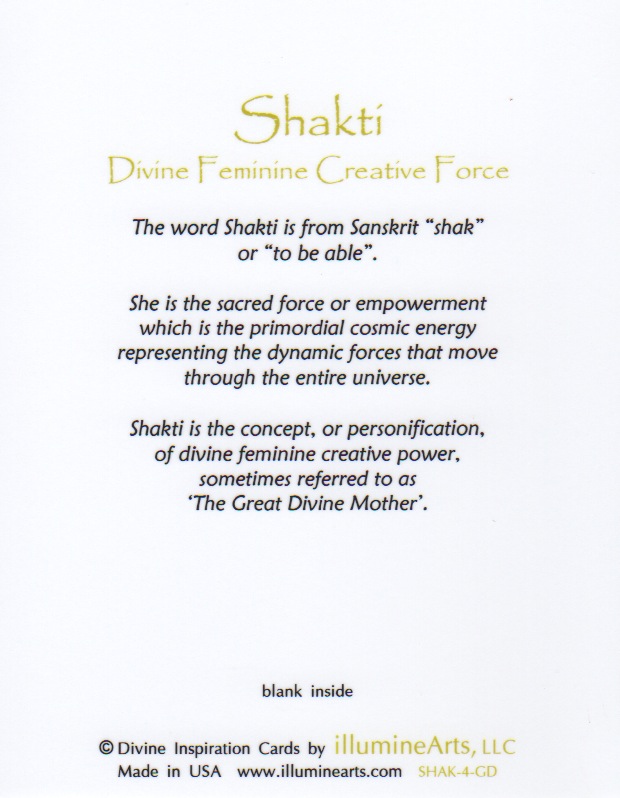 Shakti
Divine Feminine Creative Force
The word Shakti is from Sanskrit “shak”
or “to be able”.
She is the sacred force or empowerment
which is the primordial cosmic energy
representing the dynamic forces that move
through the entire universe.
Shakti is the concept, or personification,
of divine feminine creative power,
sometimes referred to as
‘The Great Divine Mother’.
blank inside
© Divine Inspiration Cards by illumineArts, LLC
Made in USA www.illuminearts.com SHAK-4-GD